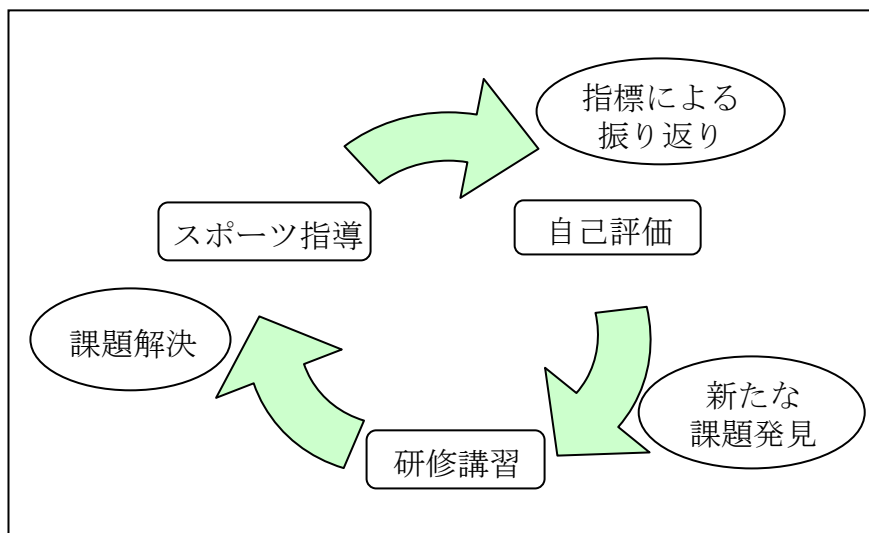 指標による
振り返り
スポーツ指導
自己評価
課題解決
新たな
課題発見
研修講習